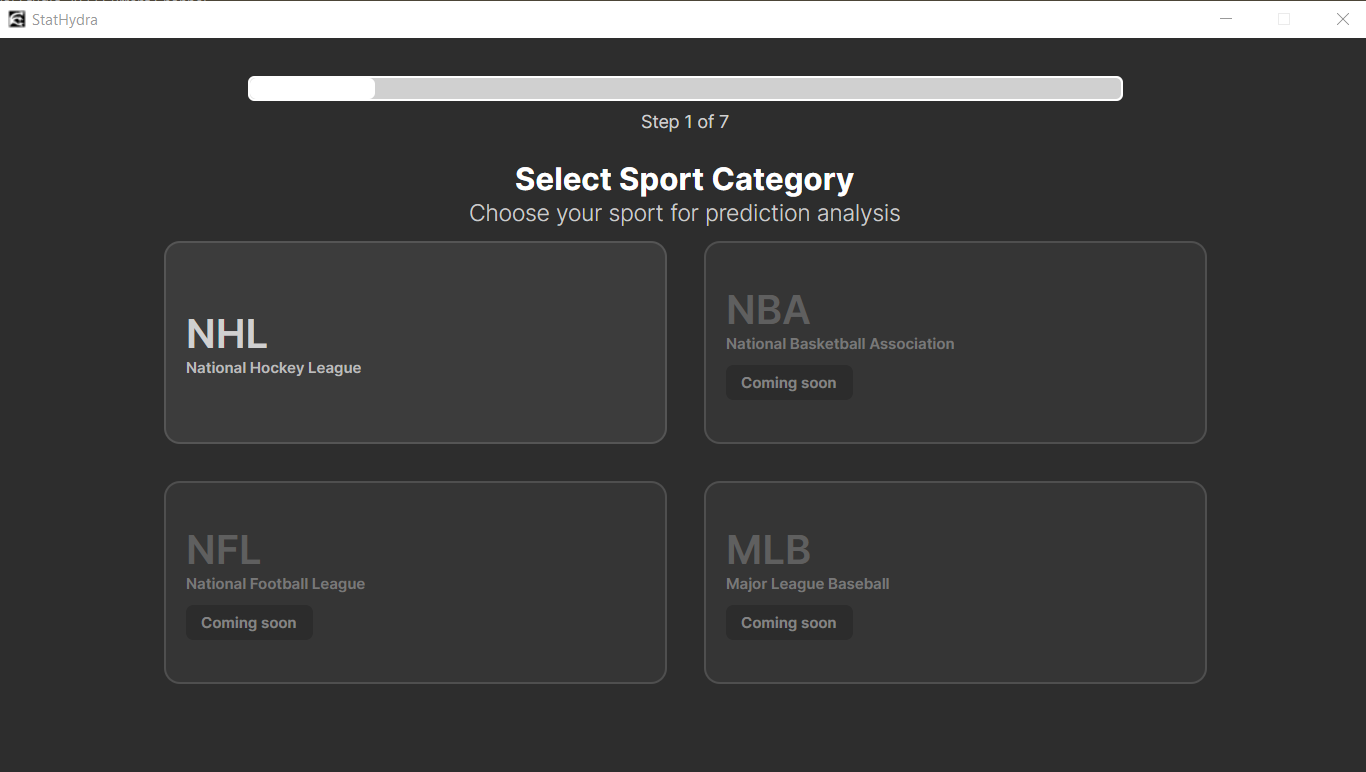 StatHydra
Step 1 of 7
Select Sport Category
Choose your sport for prediction analysis
NHL
National Hockey League
NBA
National Basketball Association
Coming soon
NFL
National Football League
Coming soon
MLB
Major League Baseball
Coming soon